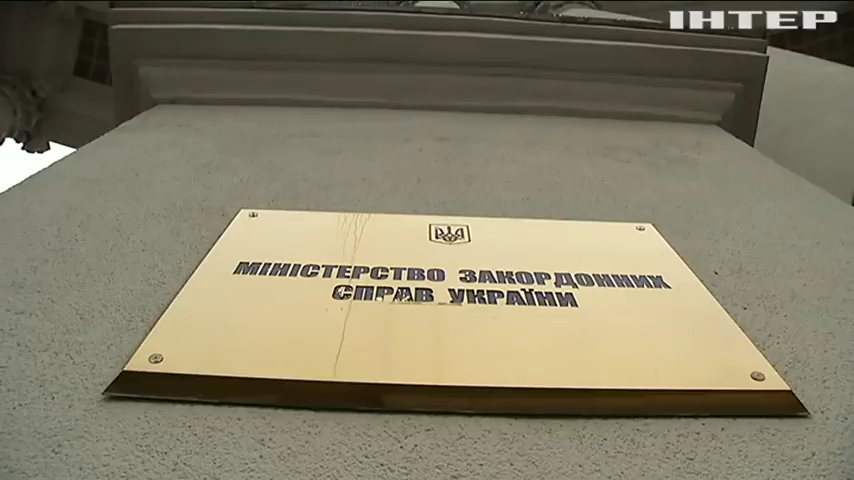 ІНТЕР
МІНІСТЕРСТВО ЗАКОРДОННИХ
СПРАВ УКРАЇНИ